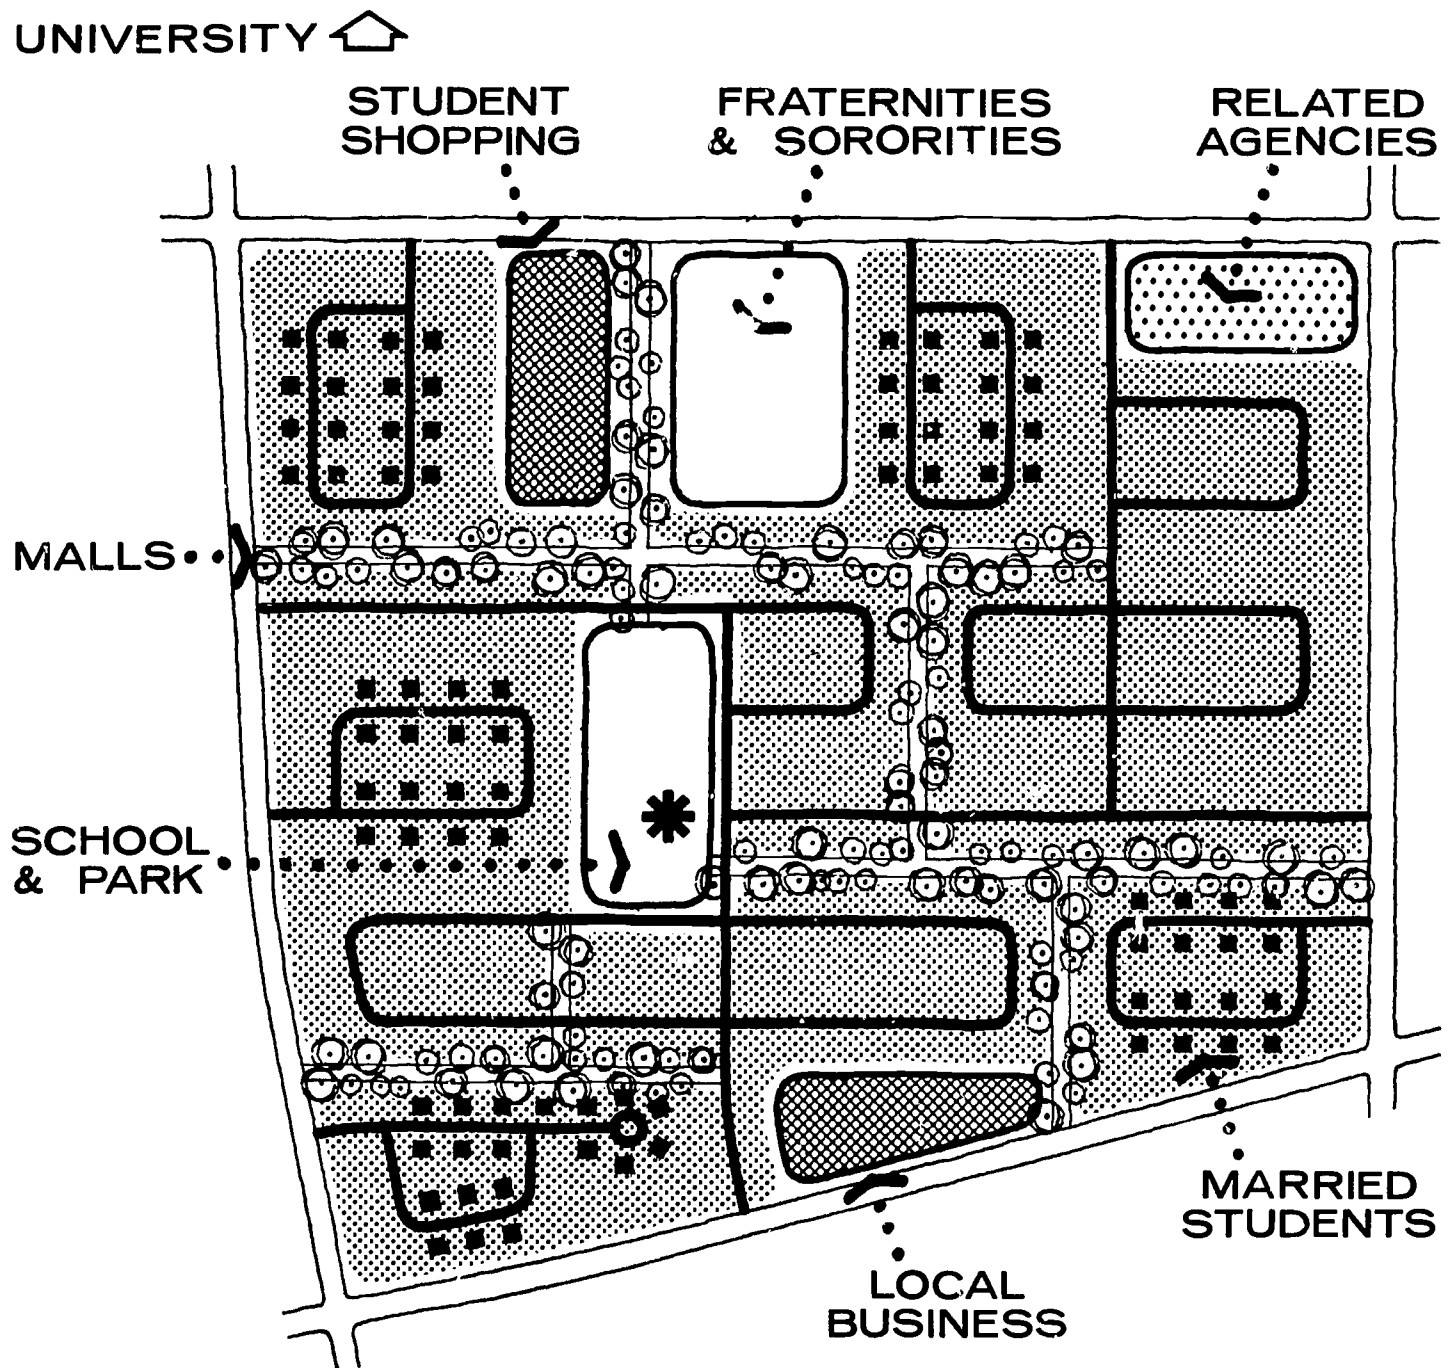 UNIVERSITY
STUDENT
SHOPPING
FRATERNITIES
& SORORITIES
RELATED
AGENCIES
MALLS
SCHOOL
& PARK
MARRIED
STUDENTS
LOCAL
BUSINESS